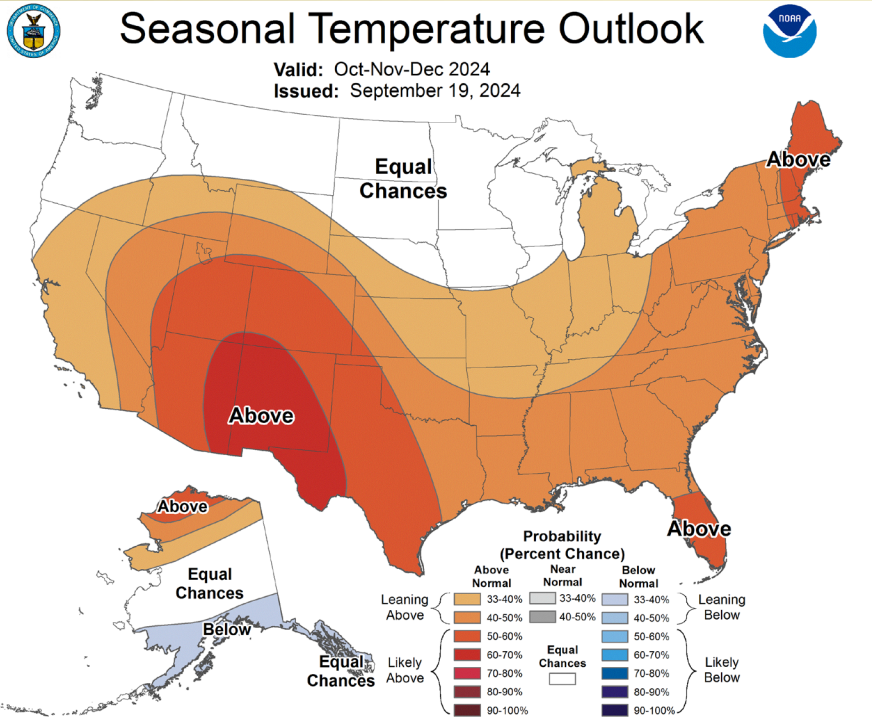 Seasonal Temperature Outlook
NOAA
Valid: Oct-Nov-Dec 2024
Issued: September 19, 2024
Equal
Chances
Above
Above
Above
Above
Equal
Chances
Below
Equal
Chances
Probability
(Percent Chance)
Above
Normal
Near
Normal
Below
Normal
Leaning
Above
33-40%
40-50%
33-40%
40-50%
33-40%
40-50%
Leaning
Below
Likely
Above
50-60%
60-70%
70-80%
80-90%
90-100%
Equal
Chances
50-60%
60-70%
70-80%
80-90%
90-100%
Likely
Below